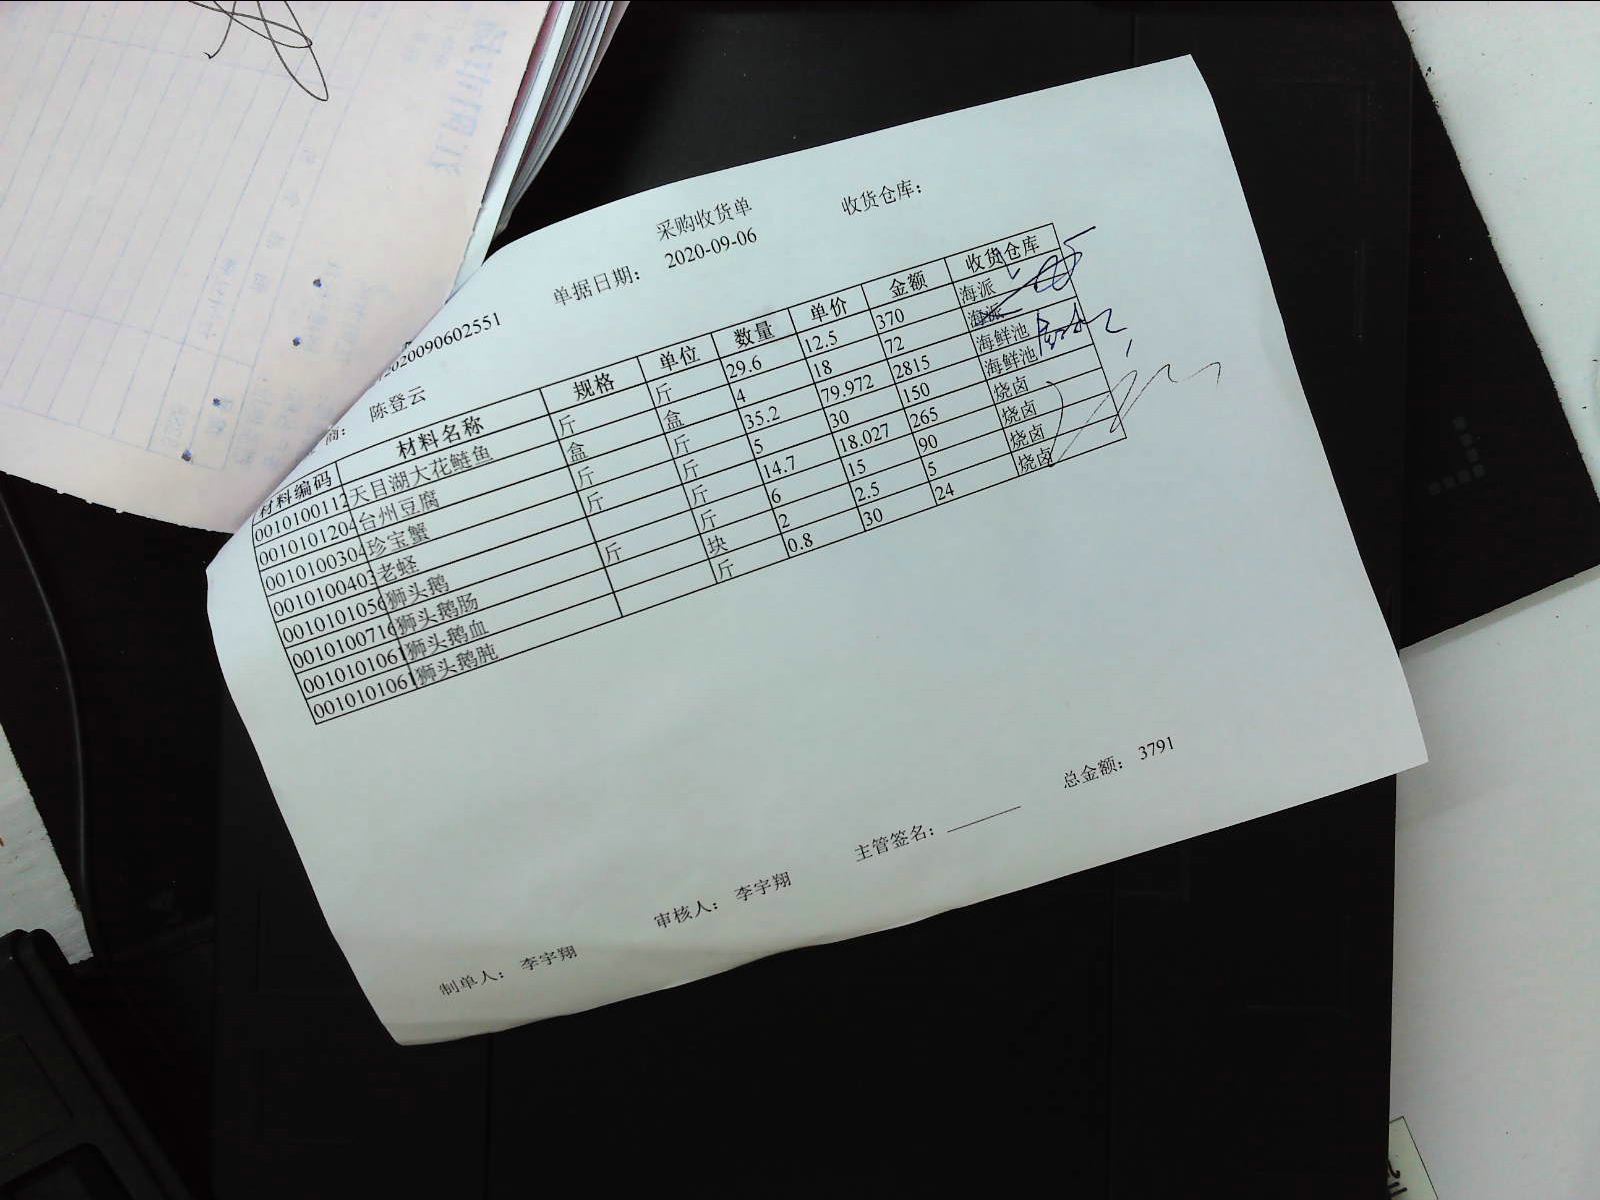 采购收货单
收货仓库：
单据日期： 2020-09-06
2020090602551
商： 陈登云
材料编码 材料名称 规格 单位 数量 单价 金额 收货仓库
0010100112 天目湖大花鲢鱼 斤 斤 29.6 12.5 370 海派
0010101204 台州豆腐 盒 盒 4 18 72 海派
0010100304 珍宝蟹 斤 斤 35.2 79.972 2815 海鲜池
0010100403 老蛏 斤 斤 5 30 150 海鲜池
0010101056 狮头鹅 斤 14.7 18.027 265 烧卤
0010100716 狮头鹅肠 斤 斤 6 15 90 烧卤
001010106 狮头鹅血 块 2 2.5 5 烧卤
001010106 狮头鹅肫 斤 0.8 30 24 烧卤
总金额： 3791
主管签名：
审核人： 李宇翔
制单人： 李宇翔